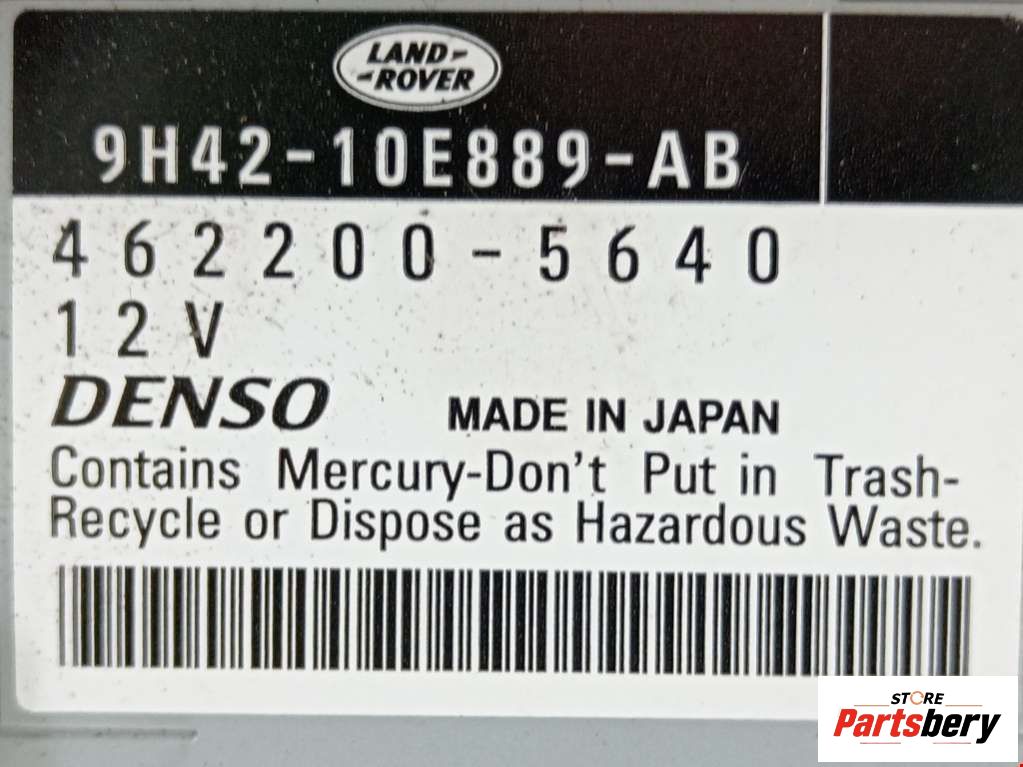 LAND-
-ROVER
9H42-10E889-AB
462200-5640
12V
DENSO MADE IN JAPAN
Contains Mercury-Don't Put in Trash-
Recycle or Dispose as Hazardous Waste.
STORE
Partsbery